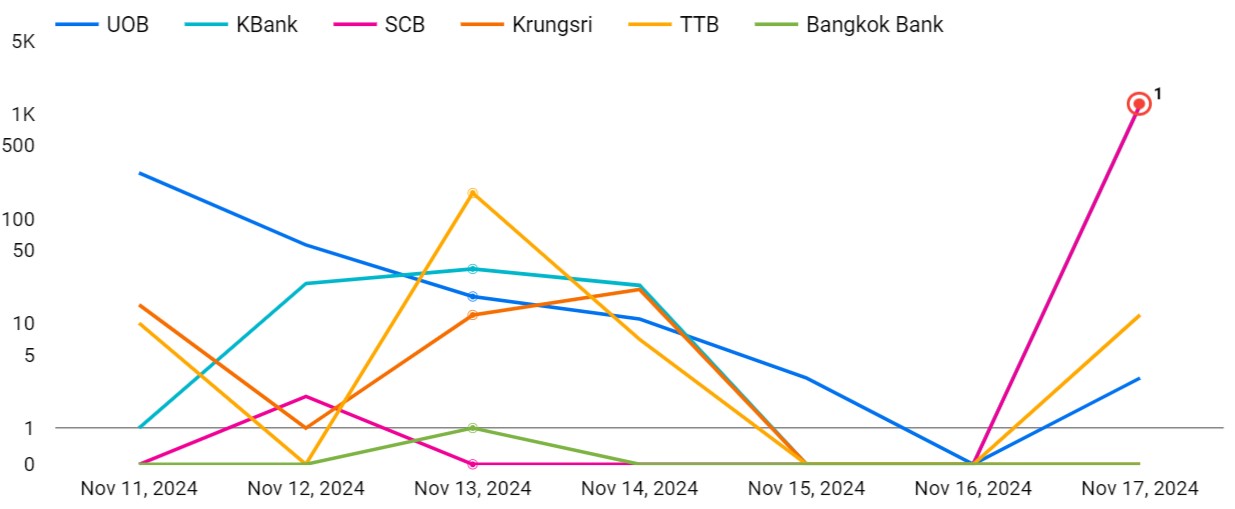 UOB KBank SCB Krungsri TTB Bangkok Bank
5K
1
1K
500
100
50
10
5
1
0
Nov 11, 2024 Nov 12, 2024 Nov 13, 2024 Nov 14, 2024 Nov 15, 2024 Nov 16, 2024 Nov 17, 2024